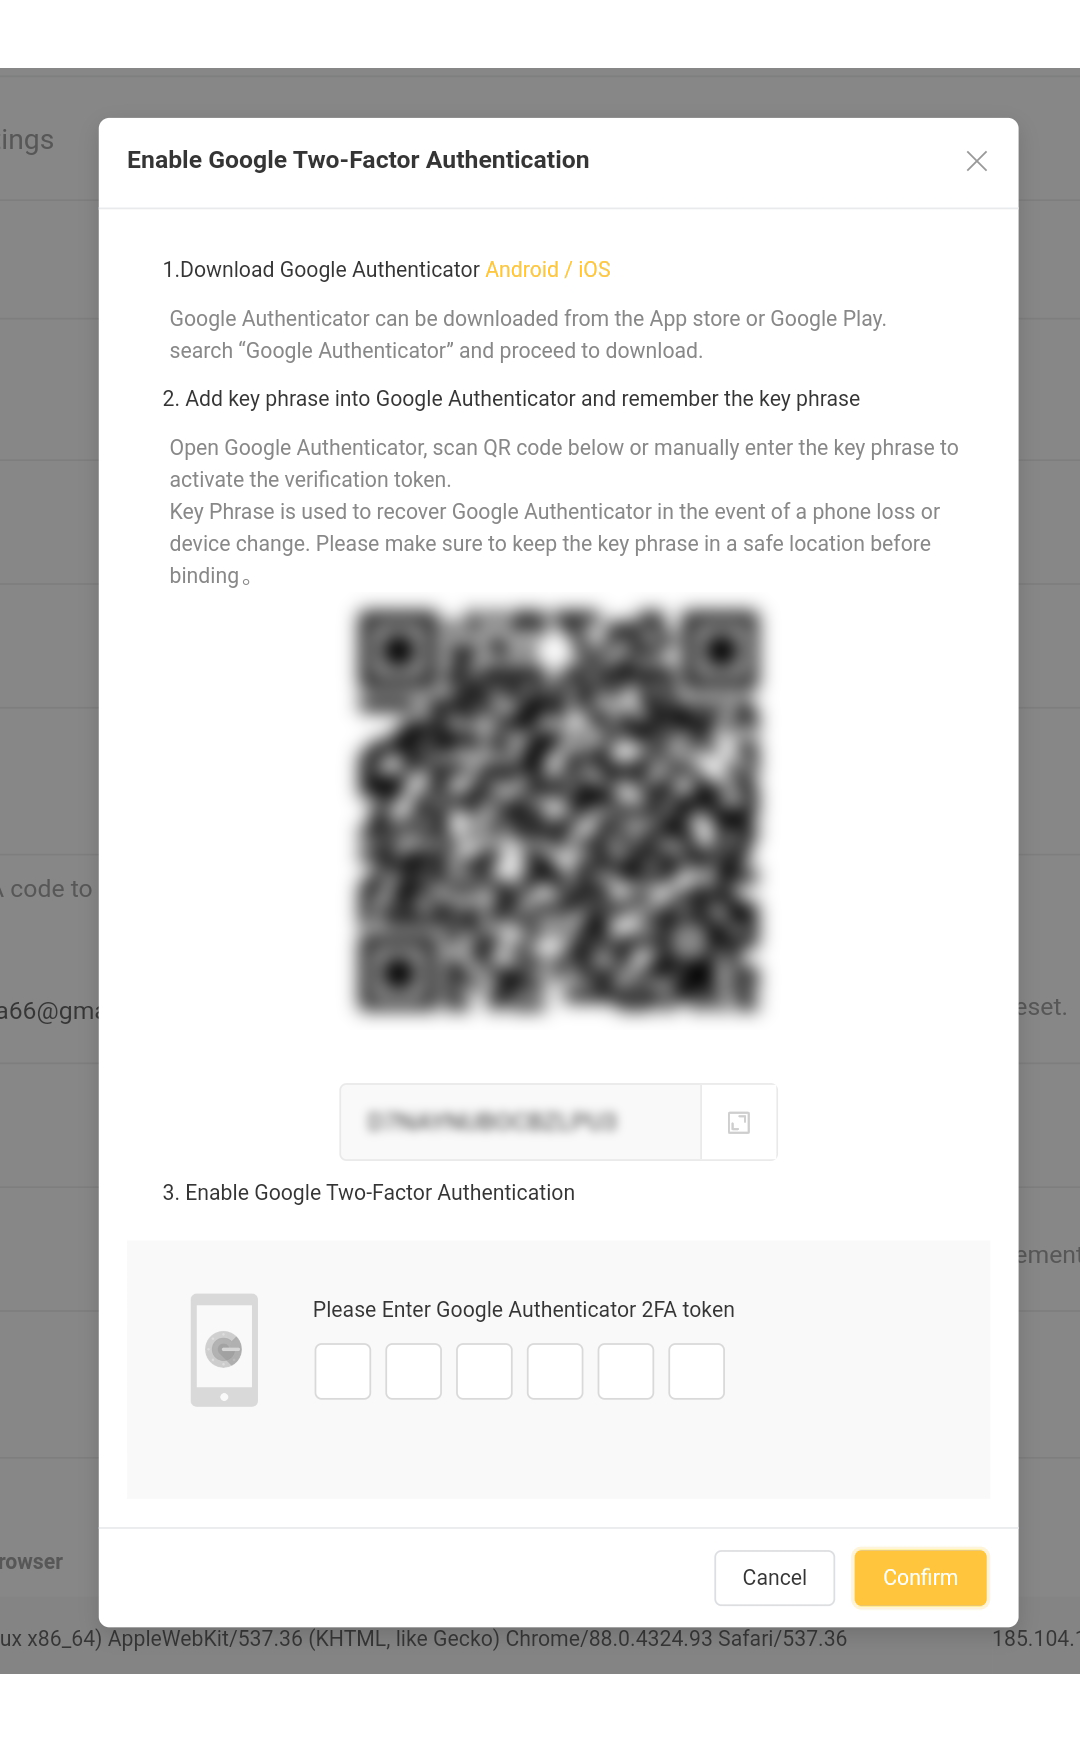 tings
Enable Google Two-Factor Authentication
1.Download Google Authenticator Android / iOS
Google Authenticator can be downloaded from the App store or Google Play.
search “Google Authenticator” and proceed to download.
2. Add key phrase into Google Authenticator and remember the key phrase
Open Google Authenticator, scan QR code below or manually enter the key phrase to
activate the verification token.
Key Phrase is used to recover Google Authenticator in the event of a phone loss or
device change. Please make sure to keep the key phrase in a safe location before
binding。
A code to
a66@gma
eset.
3. Enable Google Two-Factor Authentication
ement
Please Enter Google Authenticator 2FA token
rowser
Cancel
Confirm
ux x86_64) AppleWebKit/537.36 (KHTML, like Gecko) Chrome/88.0.4324.93 Safari/537.36
185.104.1